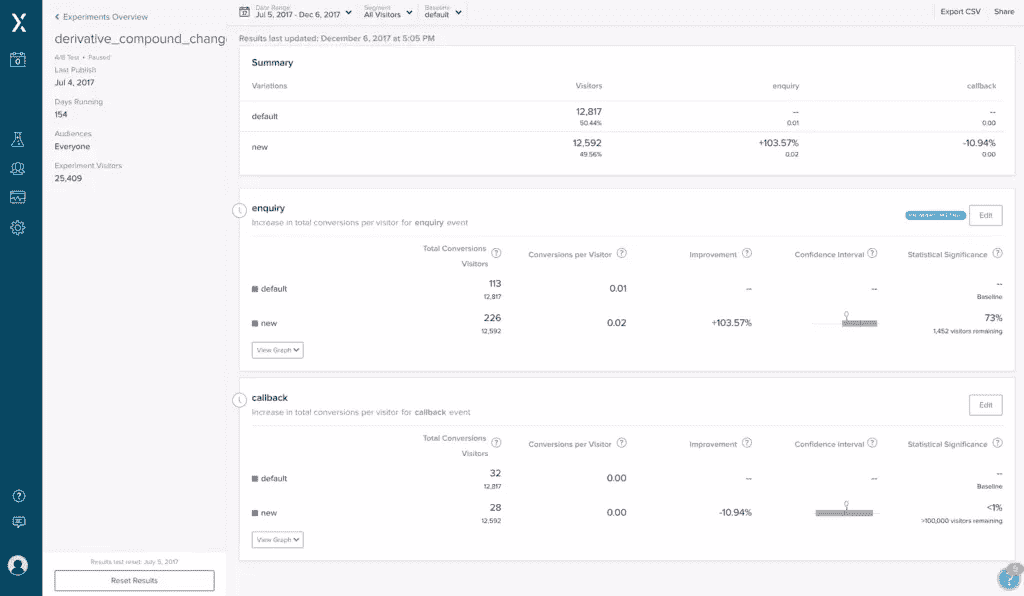 Experiments Overview
derivative_compound_chang
A/B Test • Paused
Last Publish
Jul 4, 2017
Days Running
154
Audiences
Everyone
Experiment Visitors
25,409
Results last reset: July 5, 2017
Reset Results
Date Range
Jul 5, 2017 - Dec 6, 2017
Segment
All Visitors
Baseline
default
Export CSV
Share
Results last updated: December 6, 2017 at 5:05 PM
Summary
Variations Visitors enquiry callback
default 12,817 -- --
50.44% 0.01 0.00
new 12,592 +103.57% -10.94%
49.56% 0.02 0.00
enquiry
Increase in total conversions per visitor for enquiry event
Edit
Total Conversions
Visitors
Conversions per Visitor Improvement Confidence Interval Statistical Significance
default 113 0.01 -- -- --
12,817 Baseline
new 226 0.02 +103.57% 73%
12,592 1,452 visitors remaining
View Graph
callback
Increase in total conversions per visitor for callback event
Edit
Total Conversions
Visitors
Conversions per Visitor Improvement Confidence Interval Statistical Significance
default 32 0.00 -- -- --
12,817 Baseline
new 28 0.00 -10.94% <1%
12,592 >100,000 visitors remaining
View Graph